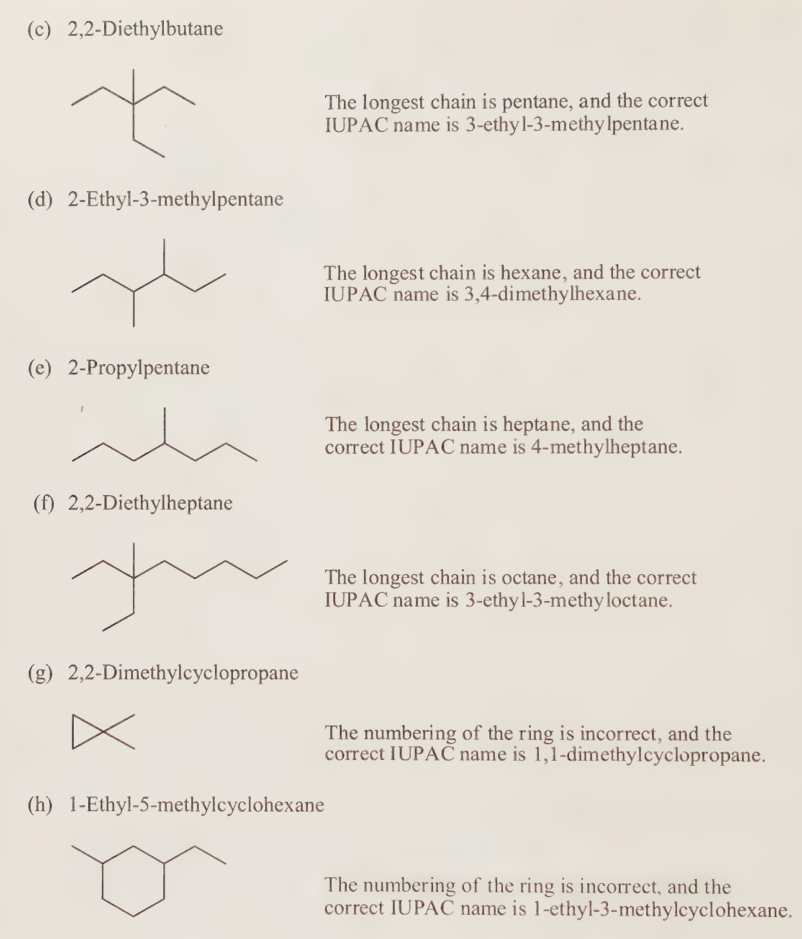 (c) 2,2-Diethylbutane
The longest chain is pentane, and the correct
IUPAC name is 3-ethyl-3-methylpentane.
(d) 2-Ethyl-3-methylpentane
The longest chain is hexane, and the correct
IUPAC name is 3,4-dimethylhexane.
(e) 2-Propylpentane
The longest chain is heptane, and the
correct IUPAC name is 4-methylheptane.
(f) 2,2-Diethylheptane
The longest chain is octane, and the correct
IUPAC name is 3-ethyl-3-methyloctane.
(g) 2,2-Dimethylcyclopropane
The numbering of the ring is incorrect, and the
correct IUPAC name is 1,1-dimethylcyclopropane.
(h) 1-Ethyl-5-methylcyclohexane
The numbering of the ring is incorrect, and the
correct IUPAC name is 1-ethyl-3-methylcyclohexane.